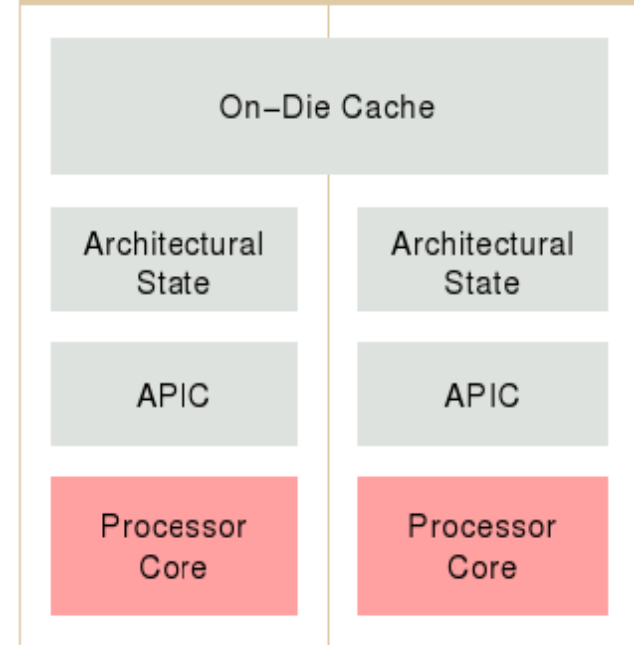 On−Die Cache
Architectural
State
Architectural
State
APIC
APIC
Processor
Core
Processor
Core